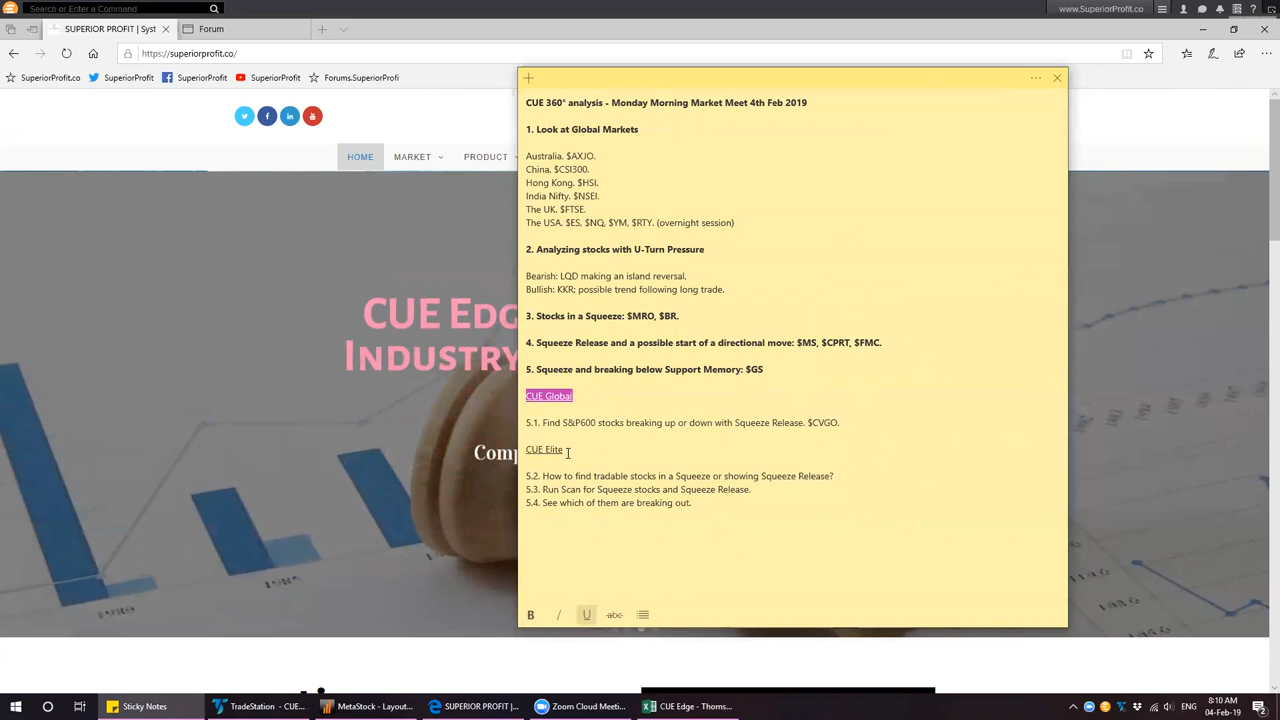 Search or Enter a Command
www.SuperiorProfit.co
SUPERIOR PROFIT | Syst
Forum
https://superiorprofit.co/
SuperiorProfit.co
SuperiorProfit
SuperiorProfit
SuperiorProfit
Forums.SuperiorProfi
HOME
MARKET
PRODUCT
CUE EDG
INDUSTRY
Comp
CUE 360° analysis - Monday Morning Market Meet 4th Feb 2019
1. Look at Global Markets
Australia. $AXJO.
China. $CSI300.
Hong Kong. $HSI.
India Nifty. $NSEI.
The UK. $FTSE.
The USA. $ES, $NQ, $YM, $RTY. (overnight session)
2. Analyzing stocks with U-Turn Pressure
Bearish: LQD making an island reversal.
Bullish: KKR; possible trend following long trade.
3. Stocks in a Squeeze: $MRO, $BR.
4. Squeeze Release and a possible start of a directional move: $MS, $CPRT, $FMC.
5. Squeeze and breaking below Support Memory: $GS
CUE Global
5.1. Find S&P600 stocks breaking up or down with Squeeze Release. $CVGO.
CUE Elite
5.2. How to find tradable stocks in a Squeeze or showing Squeeze Release?
5.3. Run Scan for Squeeze stocks and Squeeze Release.
5.4. See which of them are breaking out.
B / U abc
Sticky Notes
TradeStation - CUE...
MetaStock - Layout...
SUPERIOR PROFIT |...
Zoom Cloud Meeti...
CUE Edge - Thoms...
8:10 AM
04-Feb-19